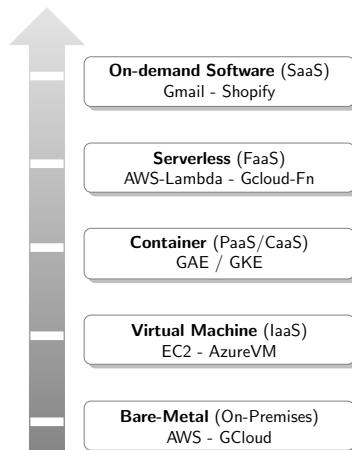 On-demand Software (SaaS)
Gmail - Shopify
Serverless (FaaS)
AWS-Lambda - Gcloud-Fn
Container (PaaS/CaaS)
GAE / GKE
Virtual Machine (IaaS)
EC2 - AzureVM
Bare-Metal (On-Premises)
AWS - GCloud